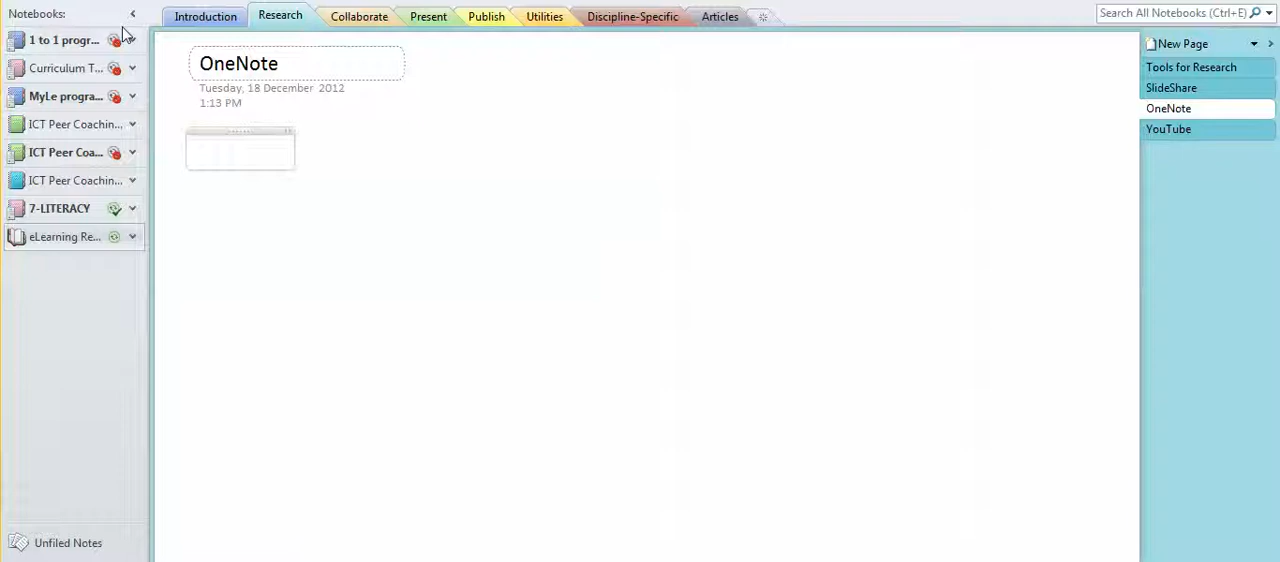 Notebooks:
1 to 1 progr...
Curriculum T...
MyLe progra...
ICT Peer Coachin...
ICT Peer Coa...
ICT Peer Coachin...
7-LITERACY
eLearning Re...
Unfiled Notes
Introduction
Research
Collaborate
Present
Publish
Utilities
Discipline-Specific
Articles
Search All Notebooks (Ctrl+E)
OneNote
Tuesday, 18 December 2012
1:13 PM
New Page
Tools for Research
SlideShare
OneNote
YouTube